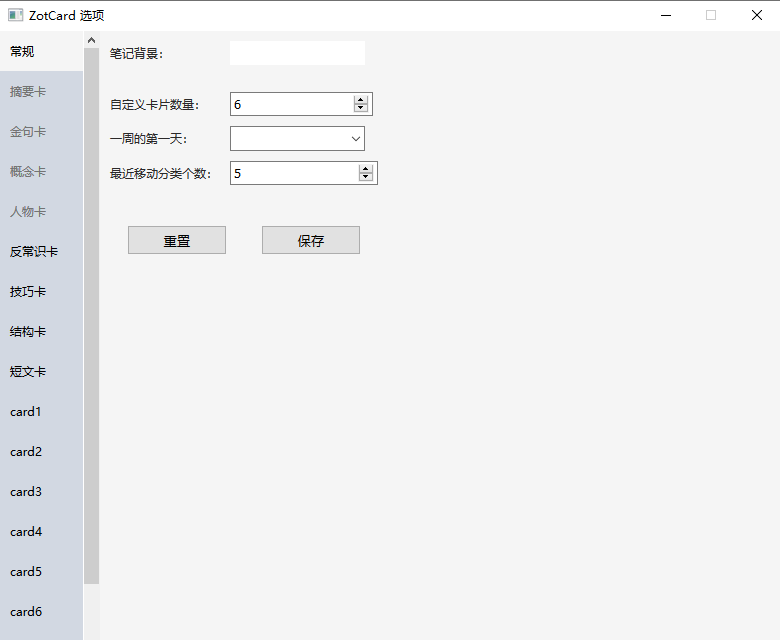 ZotCard 选项
常规
摘要卡
金句卡
概念卡
人物卡
反常识卡
技巧卡
结构卡
短文卡
card1
card2
card3
card4
card5
card6
笔记背景：
自定义卡片数量： 6
一周的第一天：
最近移动分类个数： 5
重置 保存